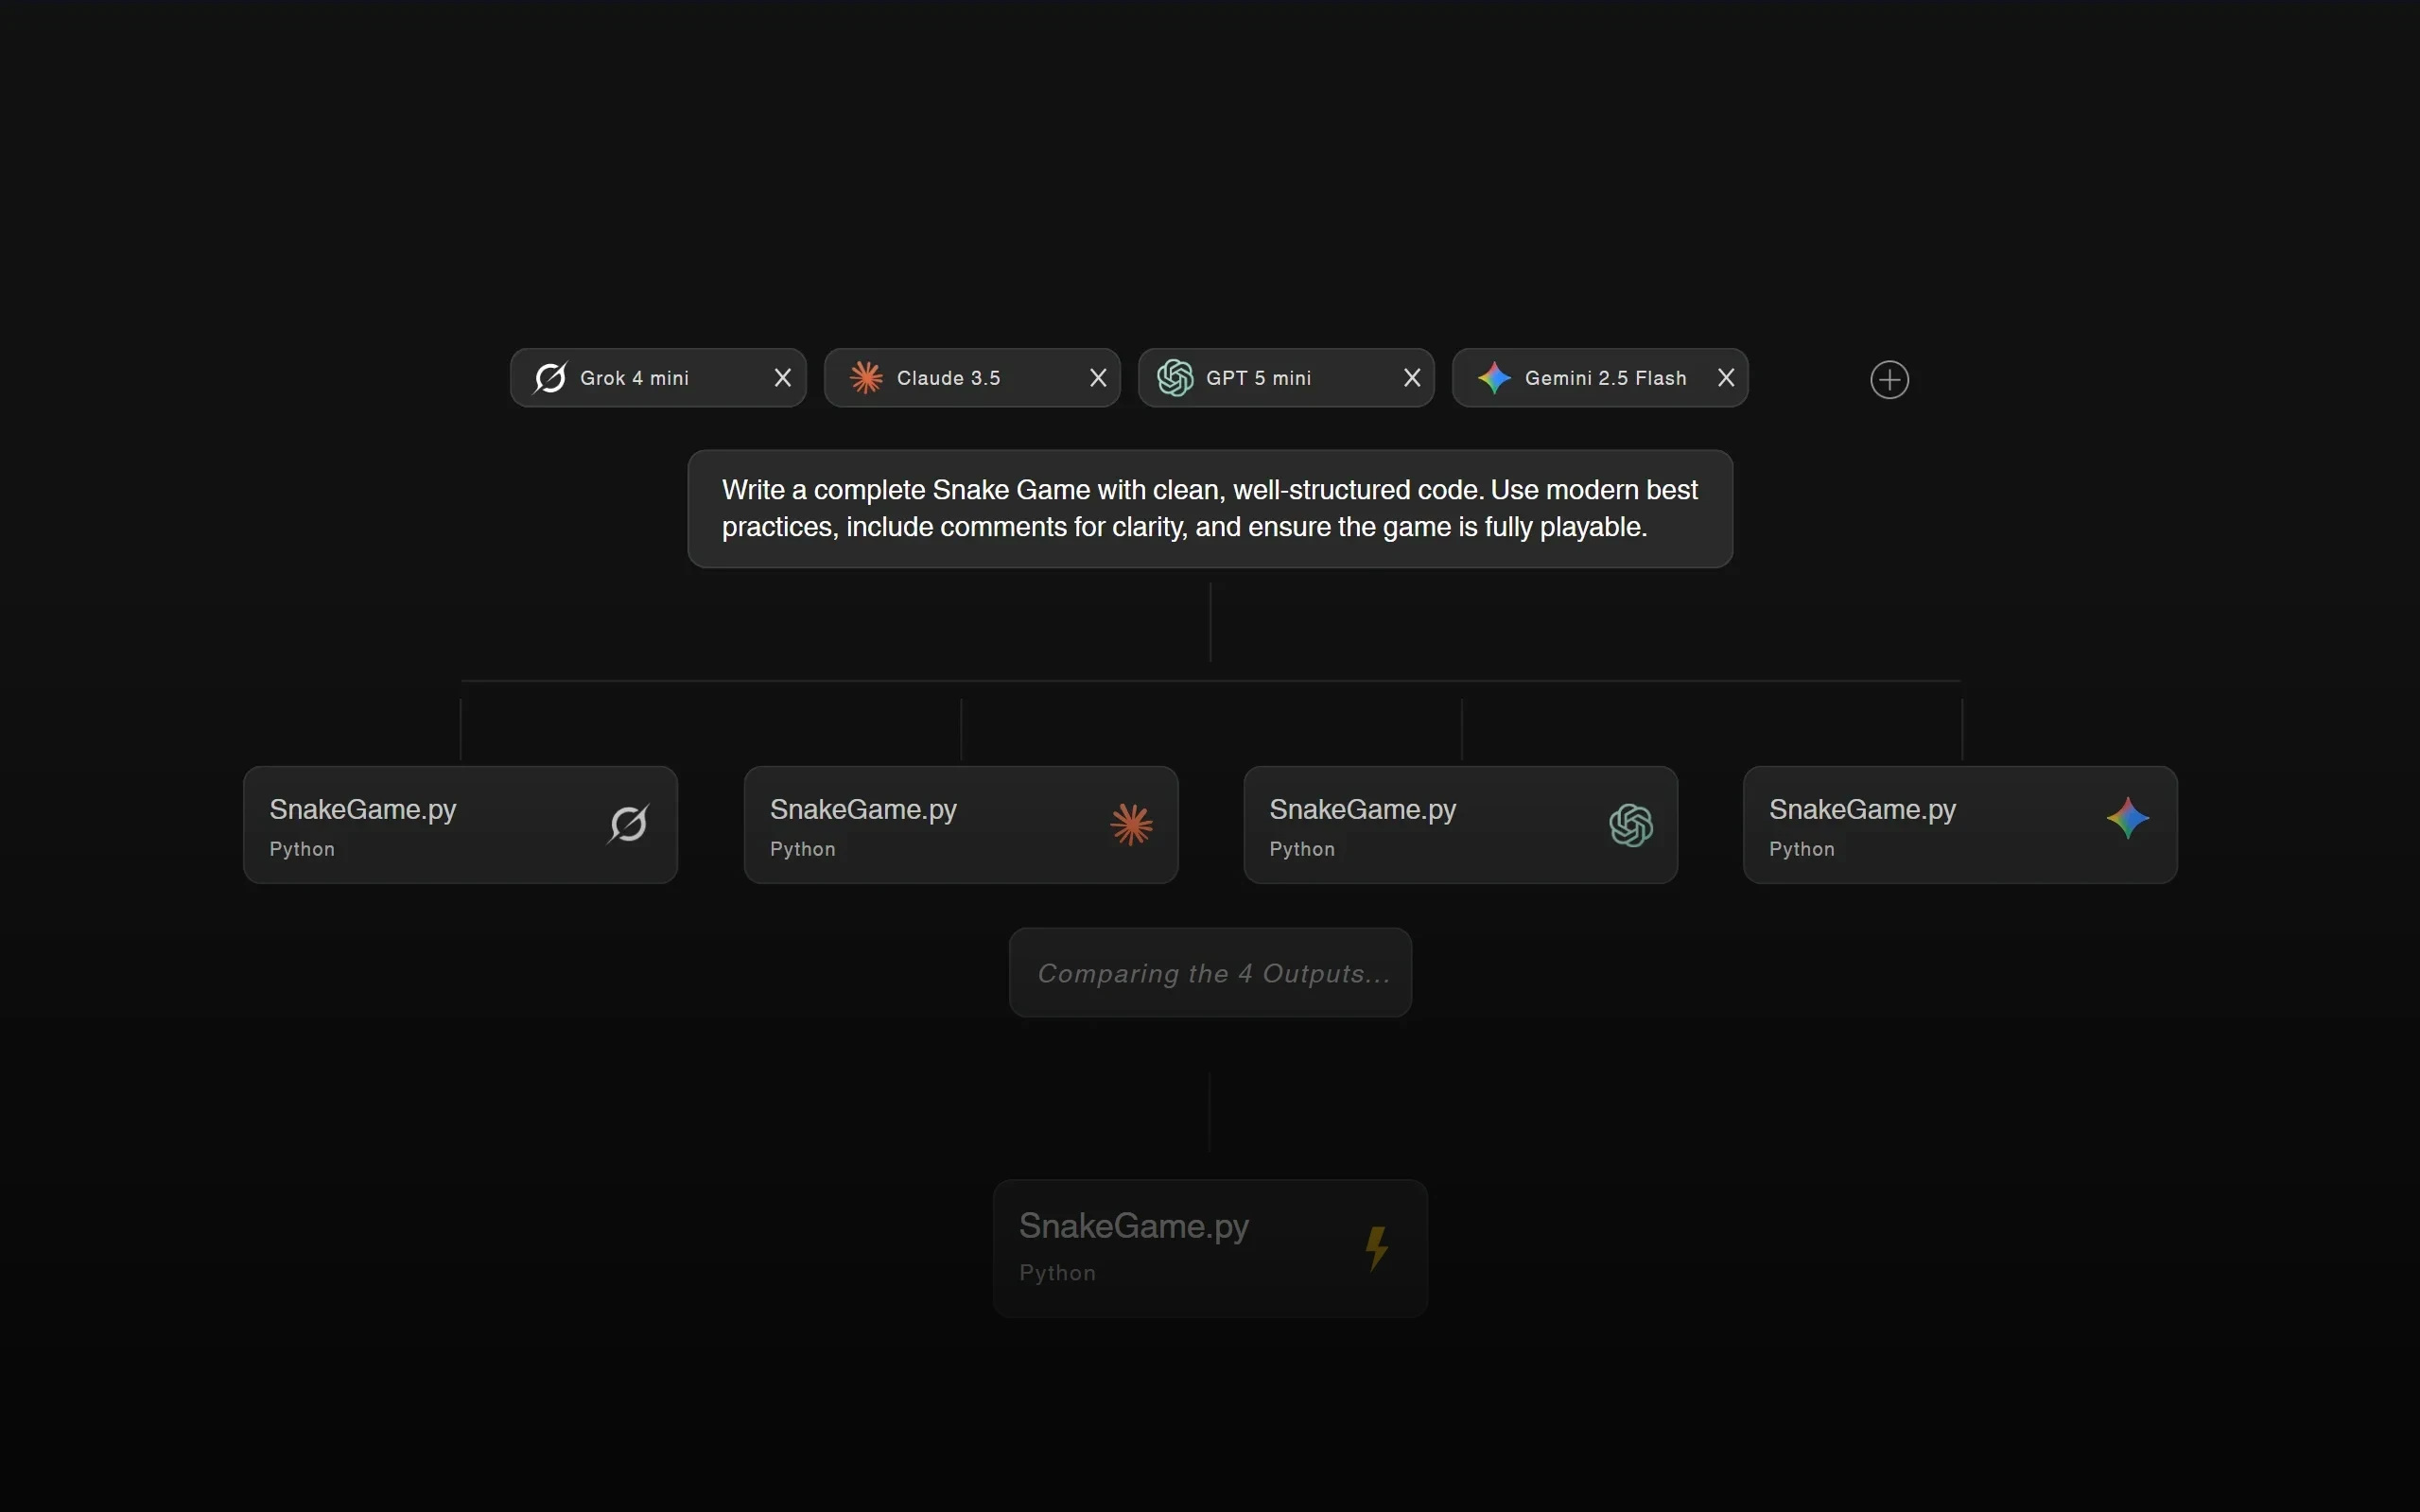 Grok 4 mini X
Claude 3.5 X
GPT 5 mini X
Gemini 2.5 Flash X
Write a complete Snake Game with clean, well-structured code. Use modern best
practices, include comments for clarity, and ensure the game is fully playable.
SnakeGame.py
Python
SnakeGame.py
Python
SnakeGame.py
Python
SnakeGame.py
Python
Comparing the 4 Outputs...
SnakeGame.py
Python